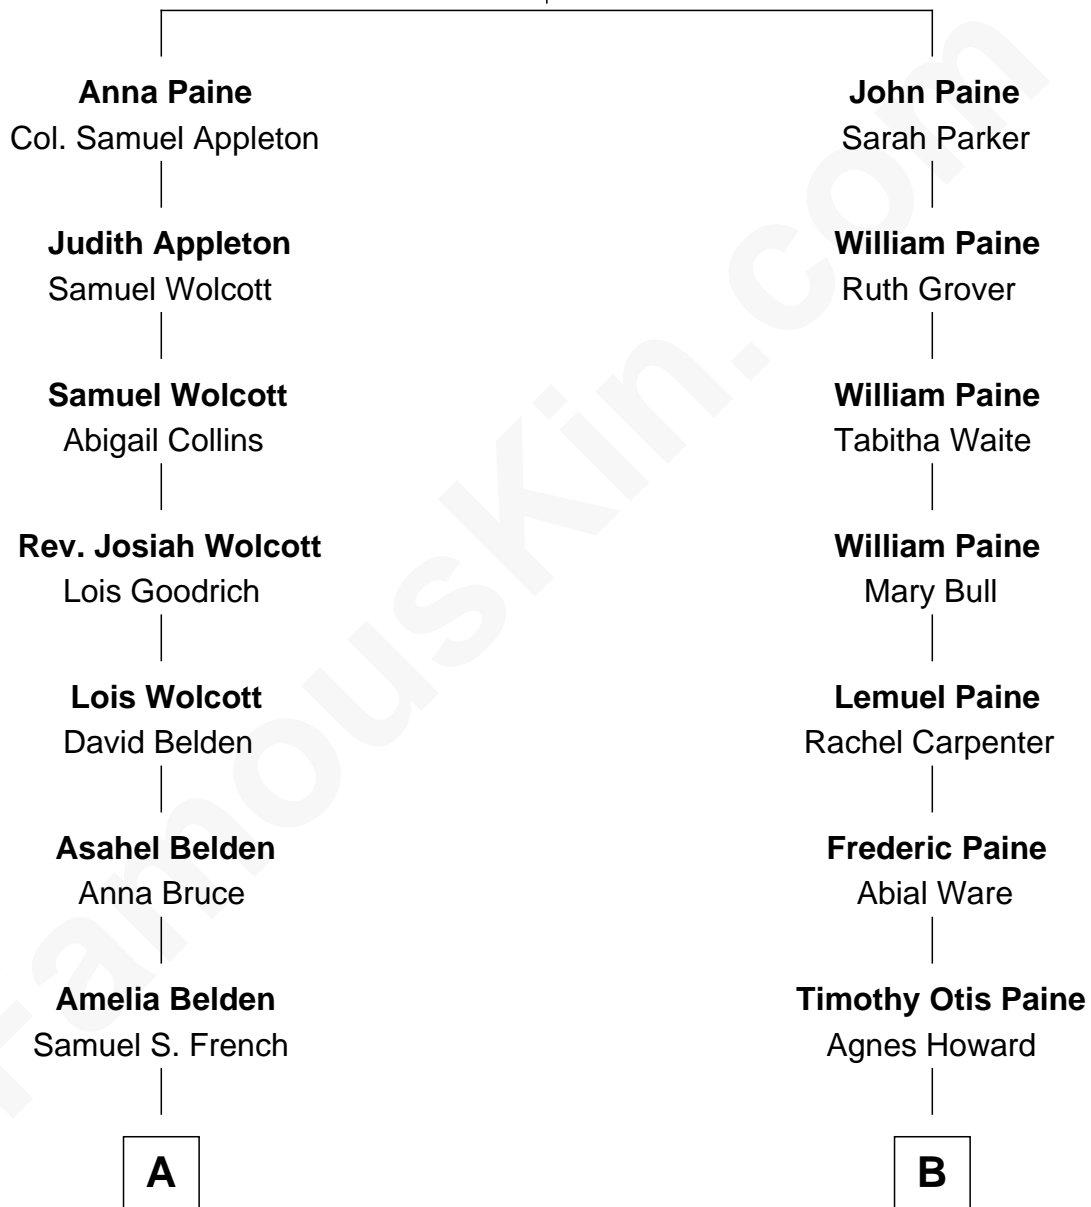 Anna Paine
Col. Samuel Appleton
Judith Appleton
Samuel Wolcott
Samuel Wolcott
Abigail Collins
Rev. Josiah Wolcott
Lois Goodrich
Lois Wolcott
David Belden
Asahel Belden
Anna Bruce
Amelia Belden
Samuel S. French
A
John Paine
Sarah Parker
William Paine
Ruth Grover
William Paine
Tabitha Waite
William Paine
Mary Bull
Lemuel Paine
Rachel Carpenter
Frederic Paine
Abial Ware
Timothy Otis Paine
Agnes Howard
B
FamousKin.com